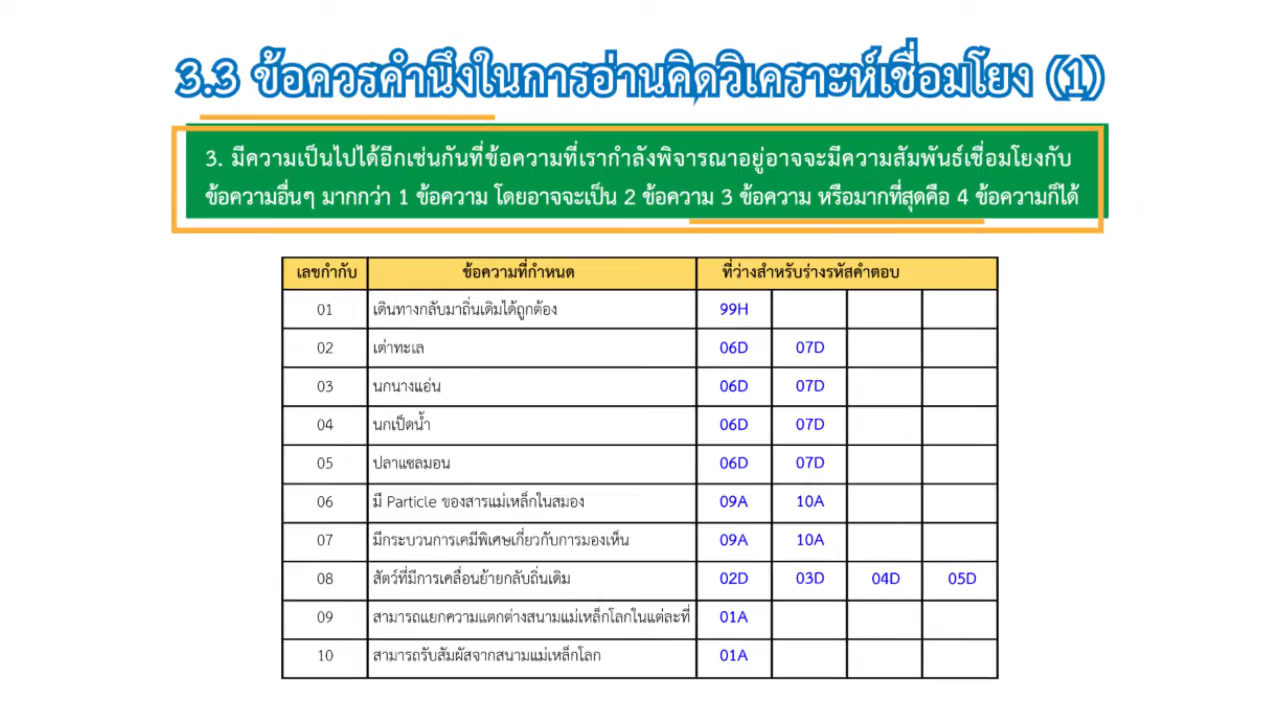 3.3 ข้อควรคำนึงในการอ่านคิดวิเคราะห์เชื่อมโยง (1)
3. มีความเป็นไปได้อีกเช่นกันที่ข้อความที่เรากำลังพิจารณาอยู่อาจจะมีความสัมพันธ์เชื่อมโยงกับ
ข้อความอื่นๆ มากกว่า 1 ข้อความ โดยอาจจะเป็น 2 ข้อความ 3 ข้อความ หรือมากที่สุดคือ 4 ข้อความก็ได้
เลขกำกับ ข้อความที่กำหนด ที่ว่างสำหรับร่างรหัสคำตอบ
01 เดินทางกลับมาถิ่นเดิมได้ถูกต้อง 99H
02 เต่าทะเล 06D 07D
03 นกนางแอ่น 06D 07D
04 นกเป็ดน้ำ 06D 07D
05 ปลาแซลมอน 06D 07D
06 มี Particle ของสารแม่เหล็กในสมอง 09A 10A
07 มีกระบวนการเคมีพิเศษเกี่ยวกับการมองเห็น 09A 10A
08 สัตว์ที่มีการเคลื่อนย้ายกลับถิ่นเดิม 02D 03D 04D 05D
09 สามารถแยกความแตกต่างสนามแม่เหล็กโลกในแต่ละที่ 01A
10 สามารถรับสัมผัสจากสนามแม่เหล็กโลก 01A